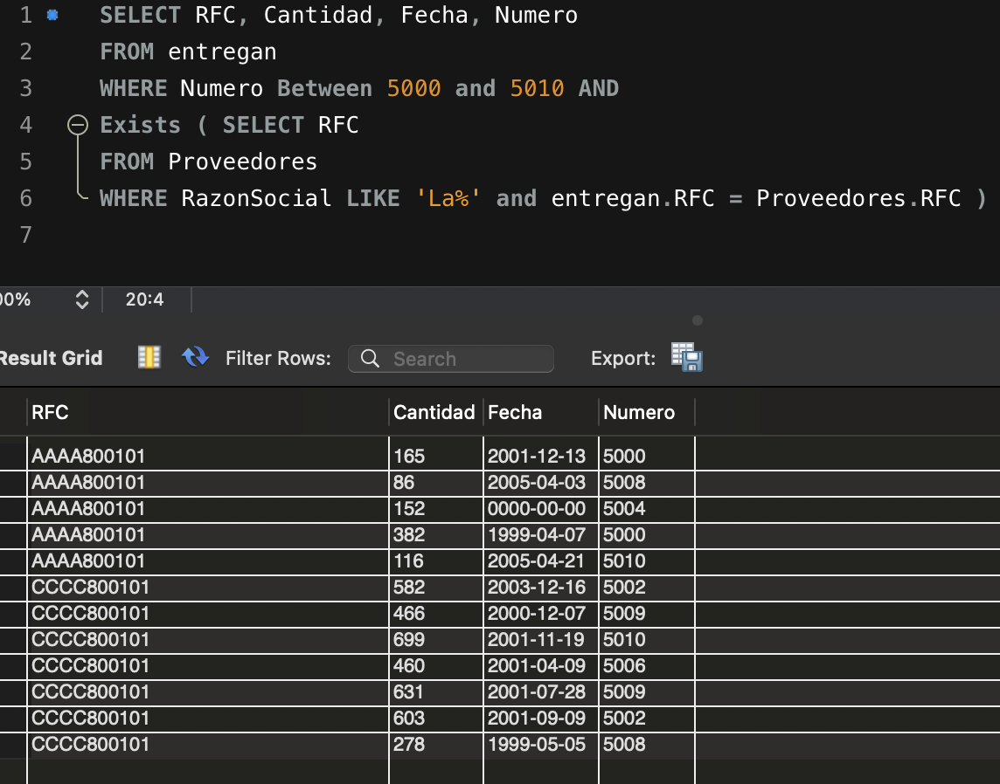 1 SELECT RFC, Cantidad, Fecha, Numero
2 FROM entregan
3 WHERE Numero Between 5000 and 5010 AND
4 Exists ( SELECT RFC
5 FROM Proveedores
6 WHERE RazonSocial LIKE 'La%' and entregan.RFC = Proveedores.RFC )
7
00% 20:4
Result Grid Filter Rows: Search Export:
RFC Cantidad Fecha Numero
AAAA800101 165 2001-12-13 5000
AAAA800101 86 2005-04-03 5008
AAAA800101 152 0000-00-00 5004
AAAA800101 382 1999-04-07 5000
AAAA800101 116 2005-04-21 5010
CCCC800101 582 2003-12-16 5002
CCCC800101 466 2000-12-07 5009
CCCC800101 699 2001-11-19 5010
CCCC800101 460 2001-04-09 5006
CCCC800101 631 2001-07-28 5009
CCCC800101 603 2001-09-09 5002
CCCC800101 278 1999-05-05 5008